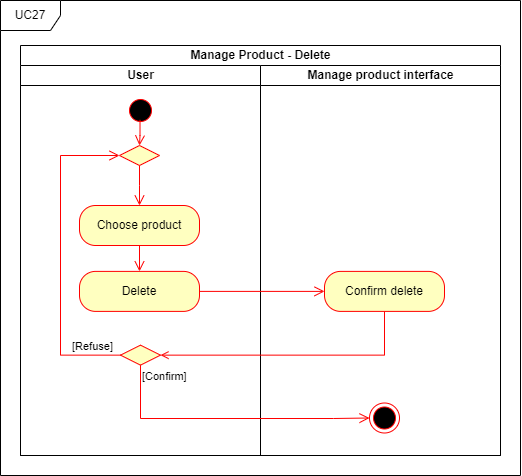 UC27
Manage Product - Delete
User
Manage product interface
Choose product
Delete
Confirm delete
[Refuse]
[Confirm]